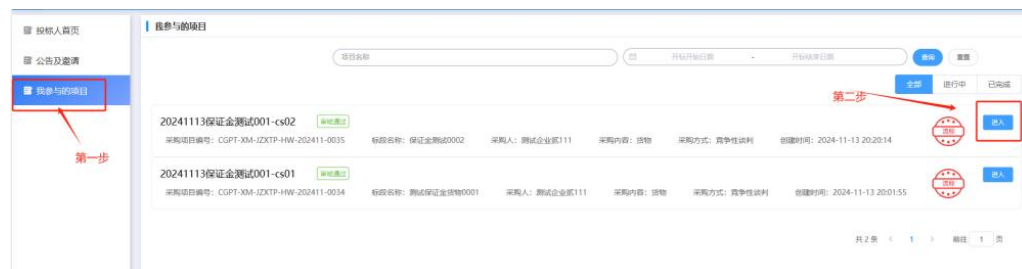 投标人首页
公告及邀请
我参与的项目
第一步
我参与的项目
项目名称
开标开始日期 - 开标结束日期
查询 重置
全部 进行中 已完成
第二步
20241113保证金测试001-cs02 审核通过
采购项目编号：CGPT-XM-JZXTP-HW-202411-0035 标段名称：保证金测试0002 采购人：测试企业贰111 采购内容：货物 采购方式：竞争性谈判 创建时间：2024-11-13 20:20:14
流标
进入
20241113保证金测试001-cs01 审核通过
采购项目编号：CGPT-XM-JZXTP-HW-202411-0034 标段名称：测试保证金货物0001 采购人：测试企业贰111 采购内容：货物 采购方式：竞争性谈判 创建时间：2024-11-13 20:01:55
流标
进入
共 2 条 < 1 > 前往 1 页